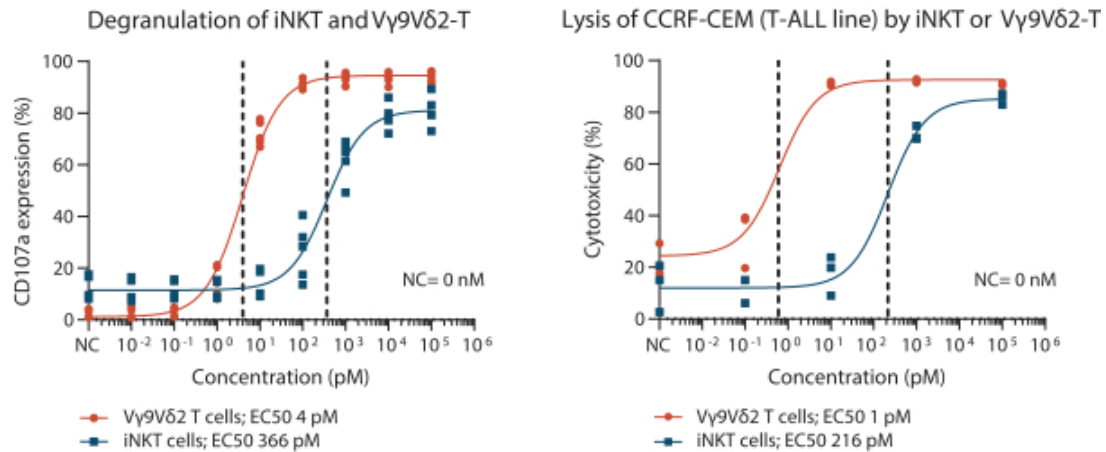 Degranulation of iNKT and Vγ9Vδ2-T
CD107a expression (%)
100
80
60
40
20
0
NC= 0 nM
NC 10⁻² 10⁻¹ 10⁰ 10¹ 10² 10³ 10⁴ 10⁵ 10⁶
Concentration (pM)
Vγ9Vδ2 T cells; EC50 4 pM
iNKT cells; EC50 366 pM
Lysis of CCRF-CEM (T-ALL line) by iNKT or Vγ9Vδ2-T
Cytotoxicity (%)
100
80
60
40
20
0
NC= 0 nM
NC 10⁻² 10⁻¹ 10⁰ 10¹ 10² 10³ 10⁴ 10⁵ 10⁶
Concentration (pM)
Vγ9Vδ2 T cells; EC50 1 pM
iNKT cells; EC50 216 pM